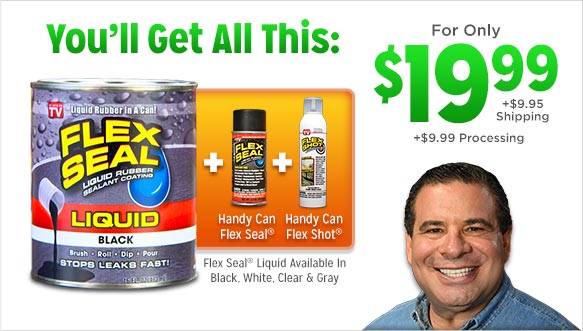 You'll Get All This:
For Only
$19.99
+$9.95
Shipping
+$9.99 Processing
AS SEEN ON
TV
Liquid Rubber In A Can!
FLEX
SEAL
LIQUID RUBBER
SEALANT COATING
LIQUID
BLACK
Brush · Roll · Dip · Pour
STOPS LEAKS FAST!
+
FLEX
SEAL
+
FLEX
SHOT
Handy Can
Flex Seal®
Handy Can
Flex Shot®
Flex Seal® Liquid Available In
Black, White, Clear & Gray